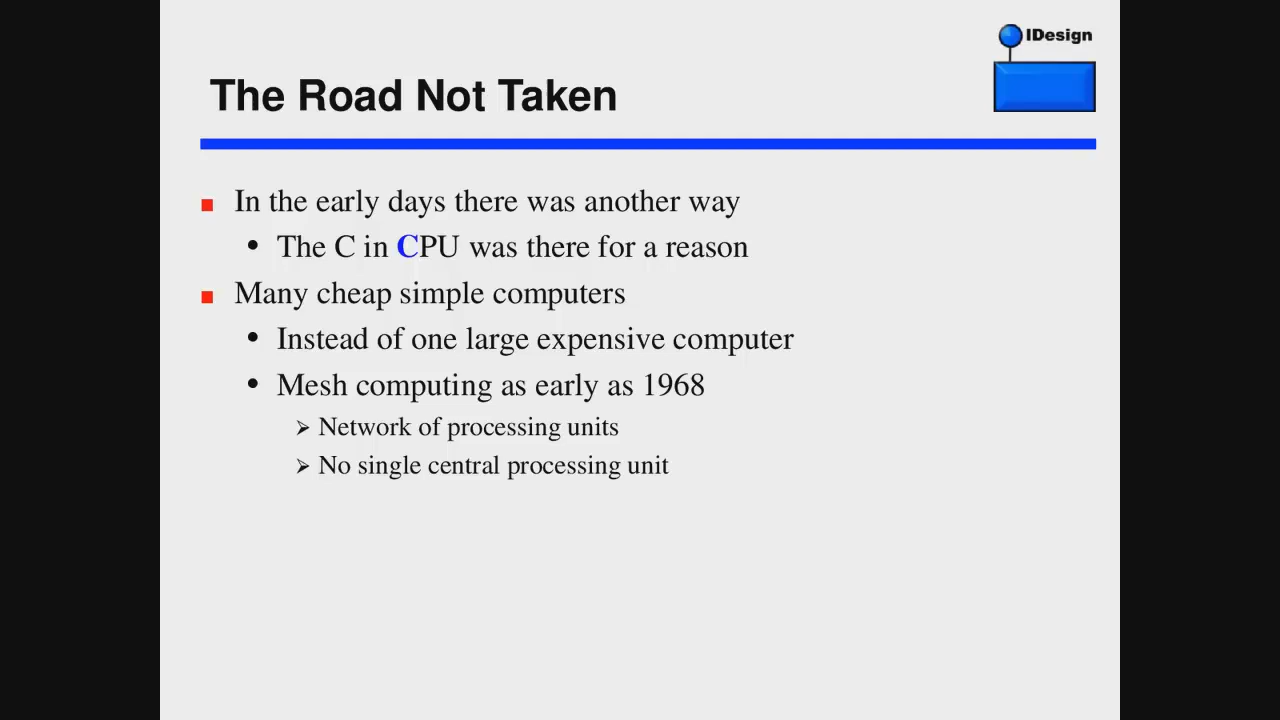 IDesign
The Road Not Taken
In the early days there was another way
The C in CPU was there for a reason
Many cheap simple computers
Instead of one large expensive computer
Mesh computing as early as 1968
Network of processing units
No single central processing unit